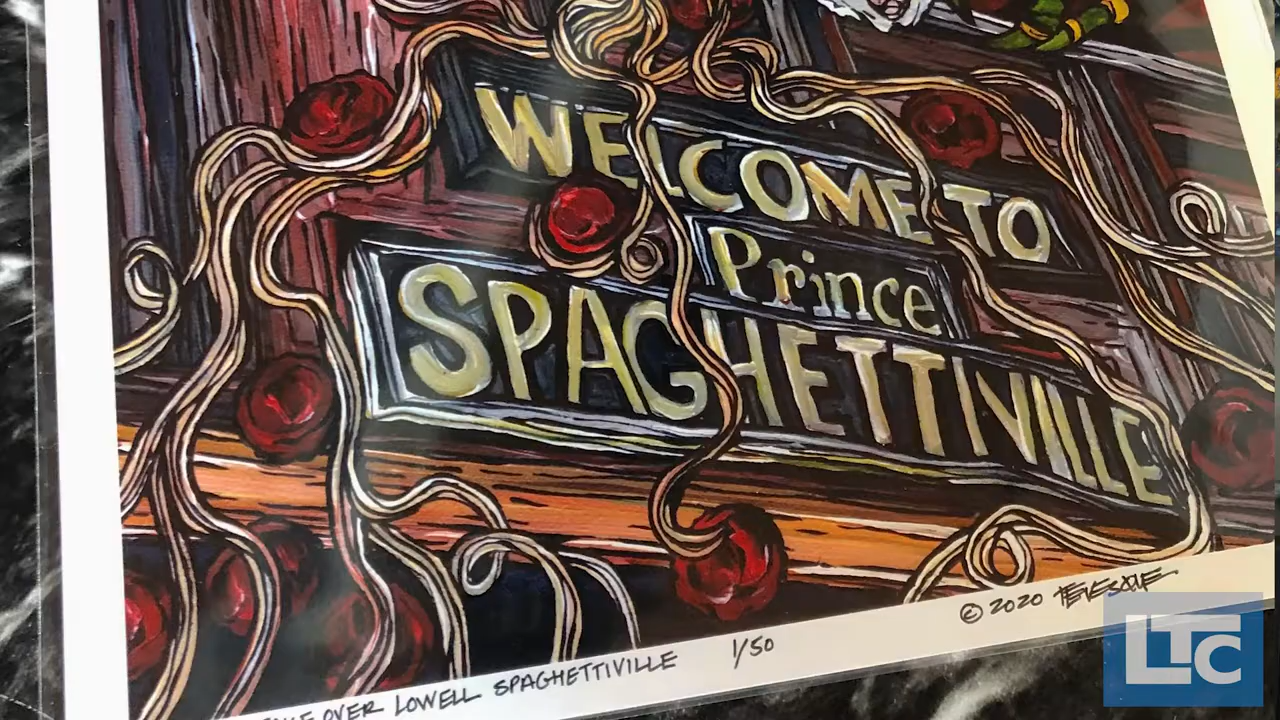 WELCOME TO
Prince
SPAGHETTIVILLE
© 2020
OVER LOWELL SPAGHETTIVILLE 1/50
LTC